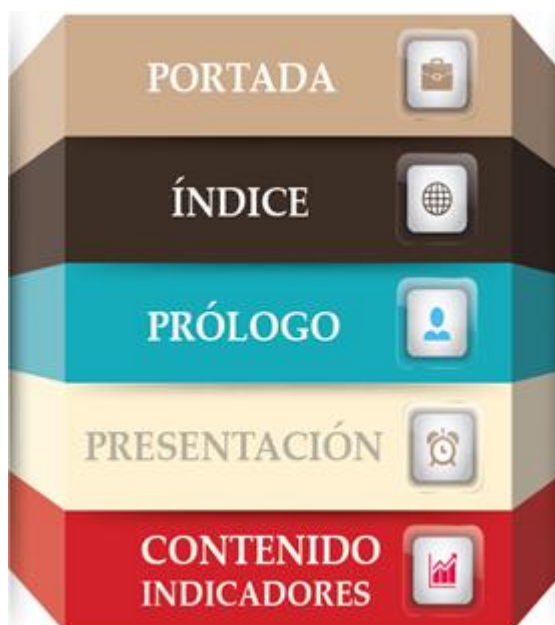 PORTADA
ÍNDICE
PRÓLOGO
PRESENTACIÓN
CONTENIDO
INDICADORES